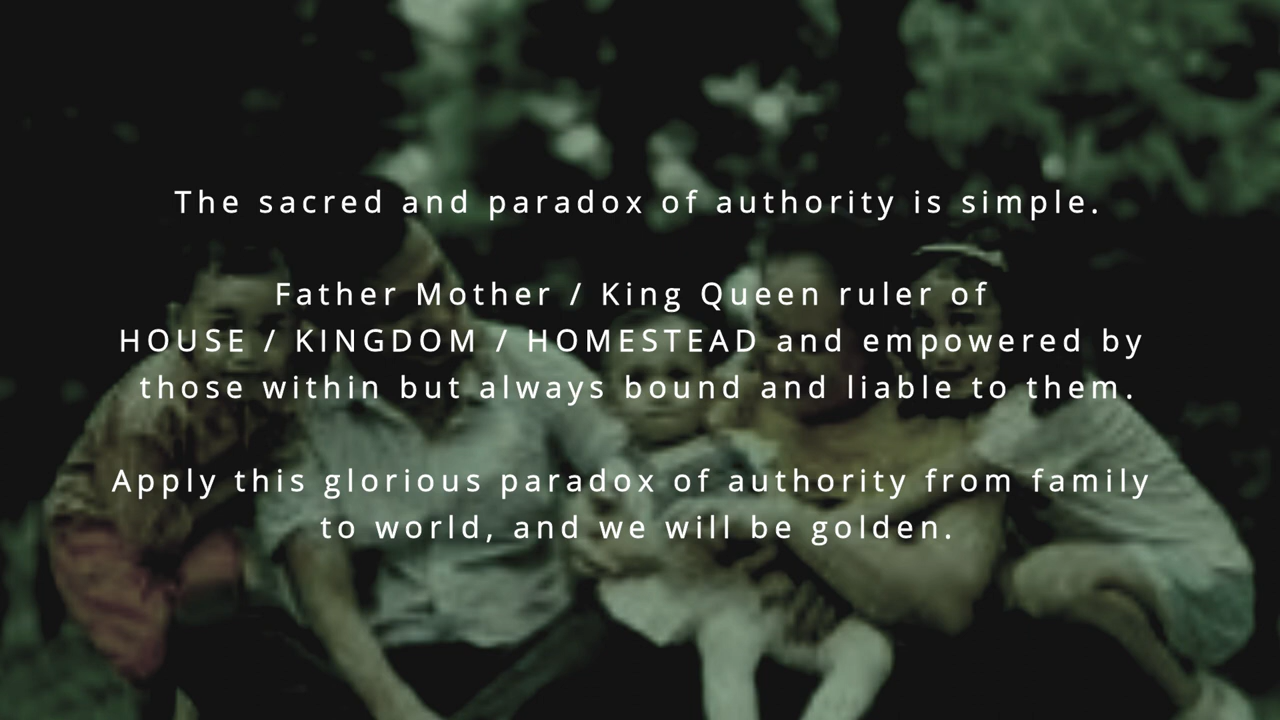 The sacred and paradox of authority is simple.
Father Mother / King Queen ruler of
HOUSE / KINGDOM / HOMESTEAD and empowered by
those within but always bound and liable to them.
Apply this glorious paradox of authority from family
to world, and we will be golden.